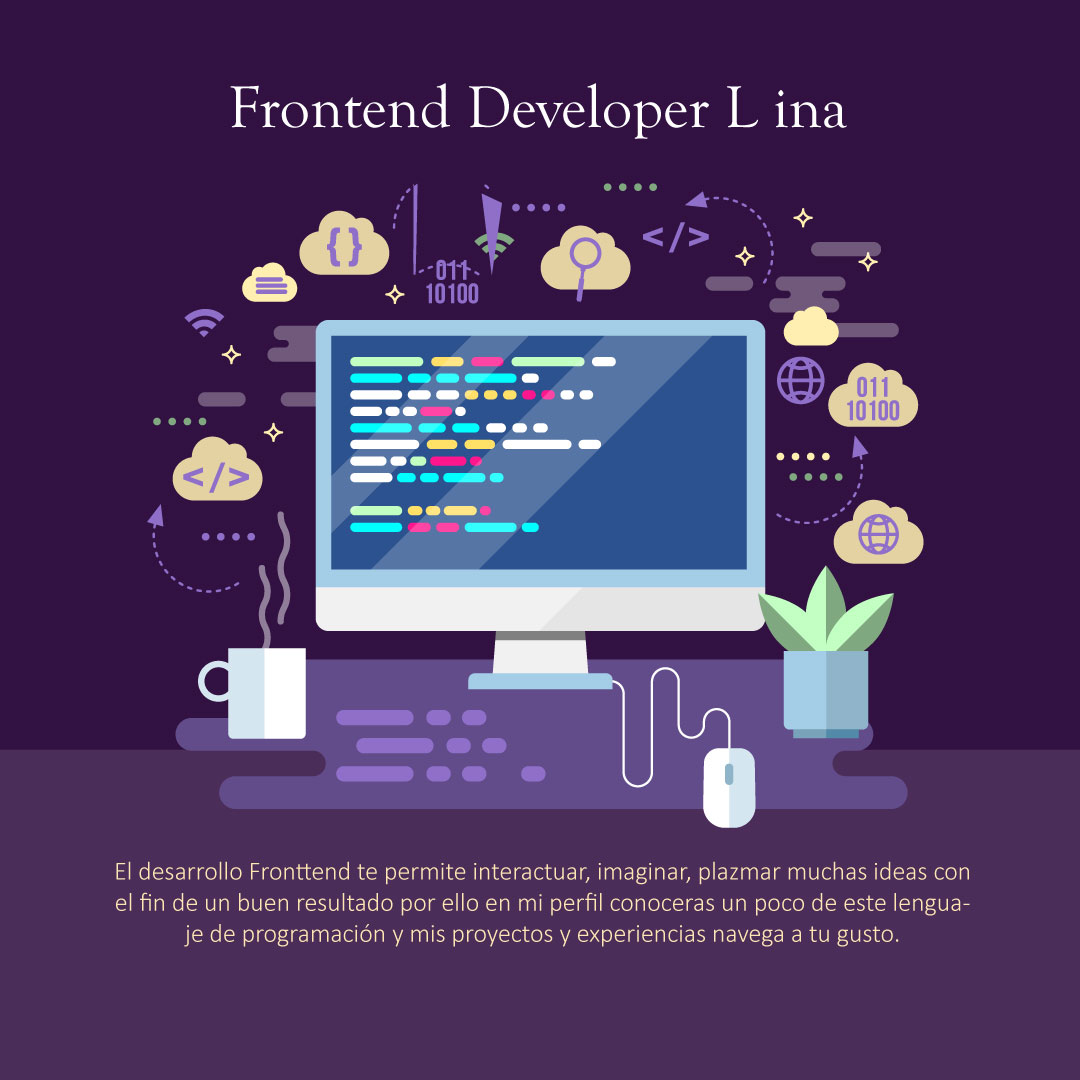 Frontend Developer L ina
{ }
011
10100
</>
011
10100
</>
El desarrollo Fronttend te permite interactuar, imaginar, plazmar muchas ideas con
el fin de un buen resultado por ello en mi perfil conoceras un poco de este lengua-
je de programación y mis proyectos y experiencias navega a tu gusto.